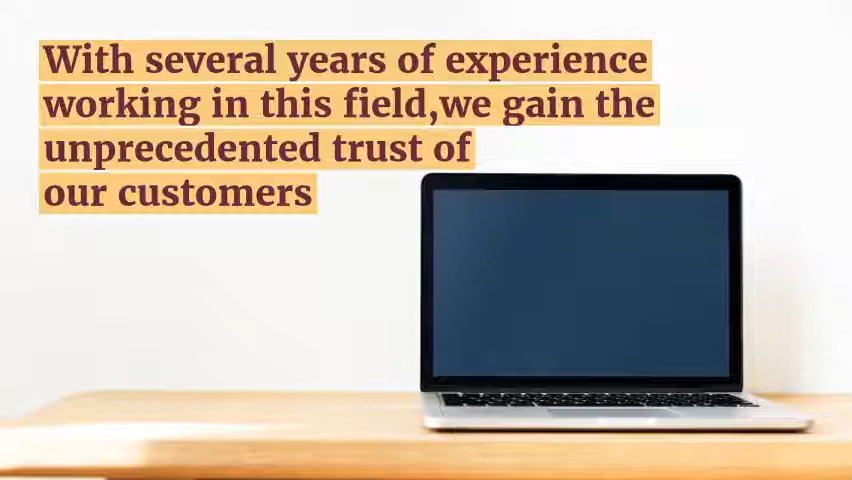 With several years of experience
working in this field,we gain the
unprecedented trust of
our customers